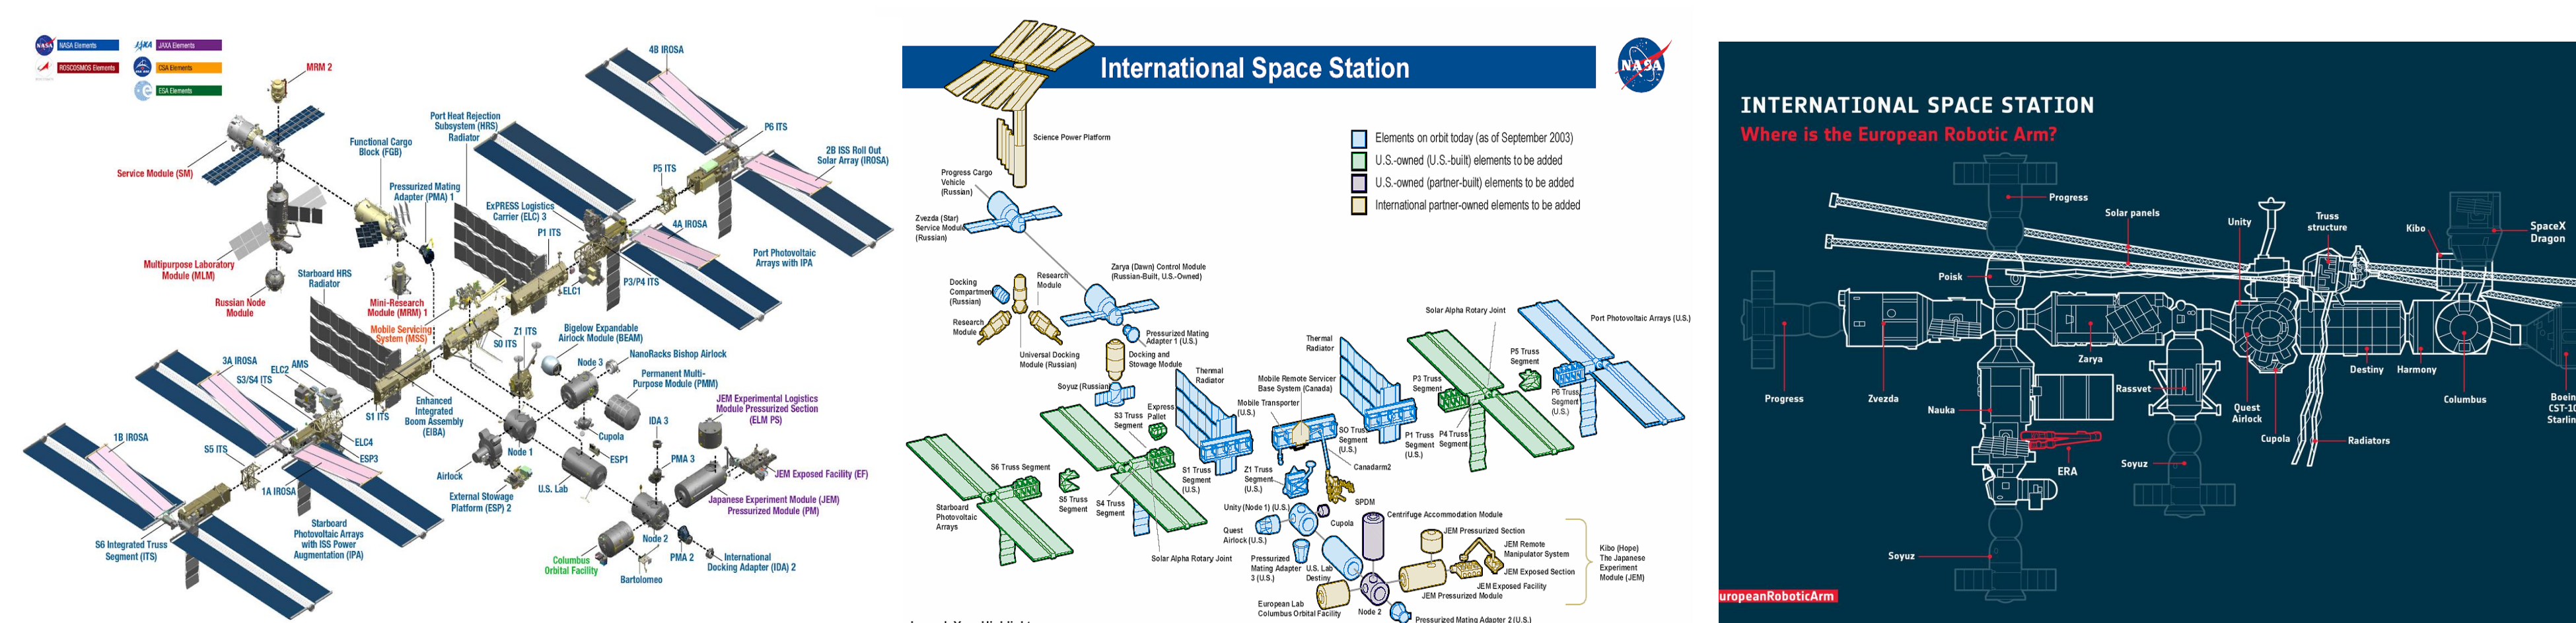 NASA
NASA Elements
JAXA
JAXA Elements
ROSCOSMOS Elements
CSA Elements
ESA Elements
MRM 2
Service Module (SM)
Functional Cargo
Block (FGB)
Port Heat Rejection
Subsystem (HRS)
Radiator
4B IROSA
P6 ITS
2B ISS Roll Out
Solar Array (IROSA)
P5 ITS
Pressurized Mating
Adapter (PMA) 1
ExPRESS Logistics
Carrier (ELC) 3
P1 ITS
4A IROSA
Port Photovoltaic
Arrays with IPA
Multipurpose Laboratory
Module (MLM)
Starboard HRS
Radiator
ELC1
P3/P4 ITS
Russian Node
Module
Mini-Research
Module (MRM) 1
Mobile Servicing
System (MSS)
Z1 ITS
S0 ITS
Bigelow Expandable
Airlock Module (BEAM)
NanoRacks Bishop Airlock
Node 3
Permanent Multi-
Purpose Module (PMM)
3A IROSA
ELC2
AMS
S3/S4 ITS
S1 ITS
Enhanced
Integrated
Boom Assembly
(EIBA)
JEM Experimental Logistics
Module Pressurized Section
(ELM PS)
IDA 3
Cupola
1B IROSA
S5 ITS
ELC4
ESP3
Node 1
ESP1
PMA 3
JEM Exposed Facility (EF)
Airlock
U.S. Lab
1A IROSA
External Stowage
Platform (ESP) 2
Japanese Experiment Module (JEM)
Pressurized Module (PM)
Starboard
Photovoltaic Arrays
with ISS Power
Augmentation (IPA)
S6 Integrated Truss
Segment (ITS)
Node 2
Columbus
Orbital Facility
PMA 2
International
Docking Adapter (IDA) 2
Bartolomeo
International Space Station
NASA
Science Power Platform
Elements on orbit today (as of September 2003)
U.S.-owned (U.S.-built) elements to be added
U.S.-owned (partner-built) elements to be added
International partner-owned elements to be added
Progress Cargo
Vehicle
(Russian)
Zvezda (Star)
Service Module
(Russian)
Zarya (Dawn) Control Module
(Russian-Built, U.S.-Owned)
Docking
Compartment
(Russian)
Research
Module
Research
Module
Universal Docking
Module (Russian)
Pressurized Mating
Adapter 1 (U.S.)
Docking and
Stowage Module
Soyuz (Russian)
Solar Alpha Rotary Joint
Port Photovoltaic Arrays (U.S.)
Thermal
Radiator
Thermal
Radiator
P5 Truss
Segment
Mobile Remote Servicer
Base System (Canada)
P3 Truss
Segment
P6 Truss
Segment
(U.S.)
Mobile Transporter
(U.S.)
Express
Pallet
S3 Truss
Segment
SO Truss
Segment
(U.S.)
P1 Truss
Segment
(U.S.)
P4 Truss
Segment
Canadarm2
S6 Truss Segment
S5 Truss
Segment
S4 Truss
Segment
S1 Truss
Segment
(U.S.)
Z1 Truss
Segment
(U.S.)
SPDM
Starboard
Photovoltaic
Arrays
Solar Alpha Rotary Joint
Unity (Node 1) (U.S.)
Cupola
Centrifuge Accommodation Module
Quest
Airlock (U.S.)
JEM Pressurized Section
JEM Remote
Manipulator System
Kibo (Hope)
The Japanese
Experiment
Module (JEM)
Pressurized
Mating Adapter
3 (U.S.)
U.S. Lab
Destiny
JEM Exposed Section
JEM Exposed Facility
JEM Pressurized Module
European Lab
Columbus Orbital Facility
Node 2
Pressurized Mating Adapter 2 (U.S.)
INTERNATIONAL SPACE STATION
Where is the European Robotic Arm?
Progress
Solar panels
Unity
Truss
structure
Kibo
SpaceX
Dragon
Poisk
Zarya
Destiny
Harmony
Progress
Zvezda
Rassvet
Nauka
Quest
Airlock
Columbus
Boein
CST-10
Starlin
Cupola
Radiators
ERA
Soyuz
Soyuz
uropeanRoboticArm